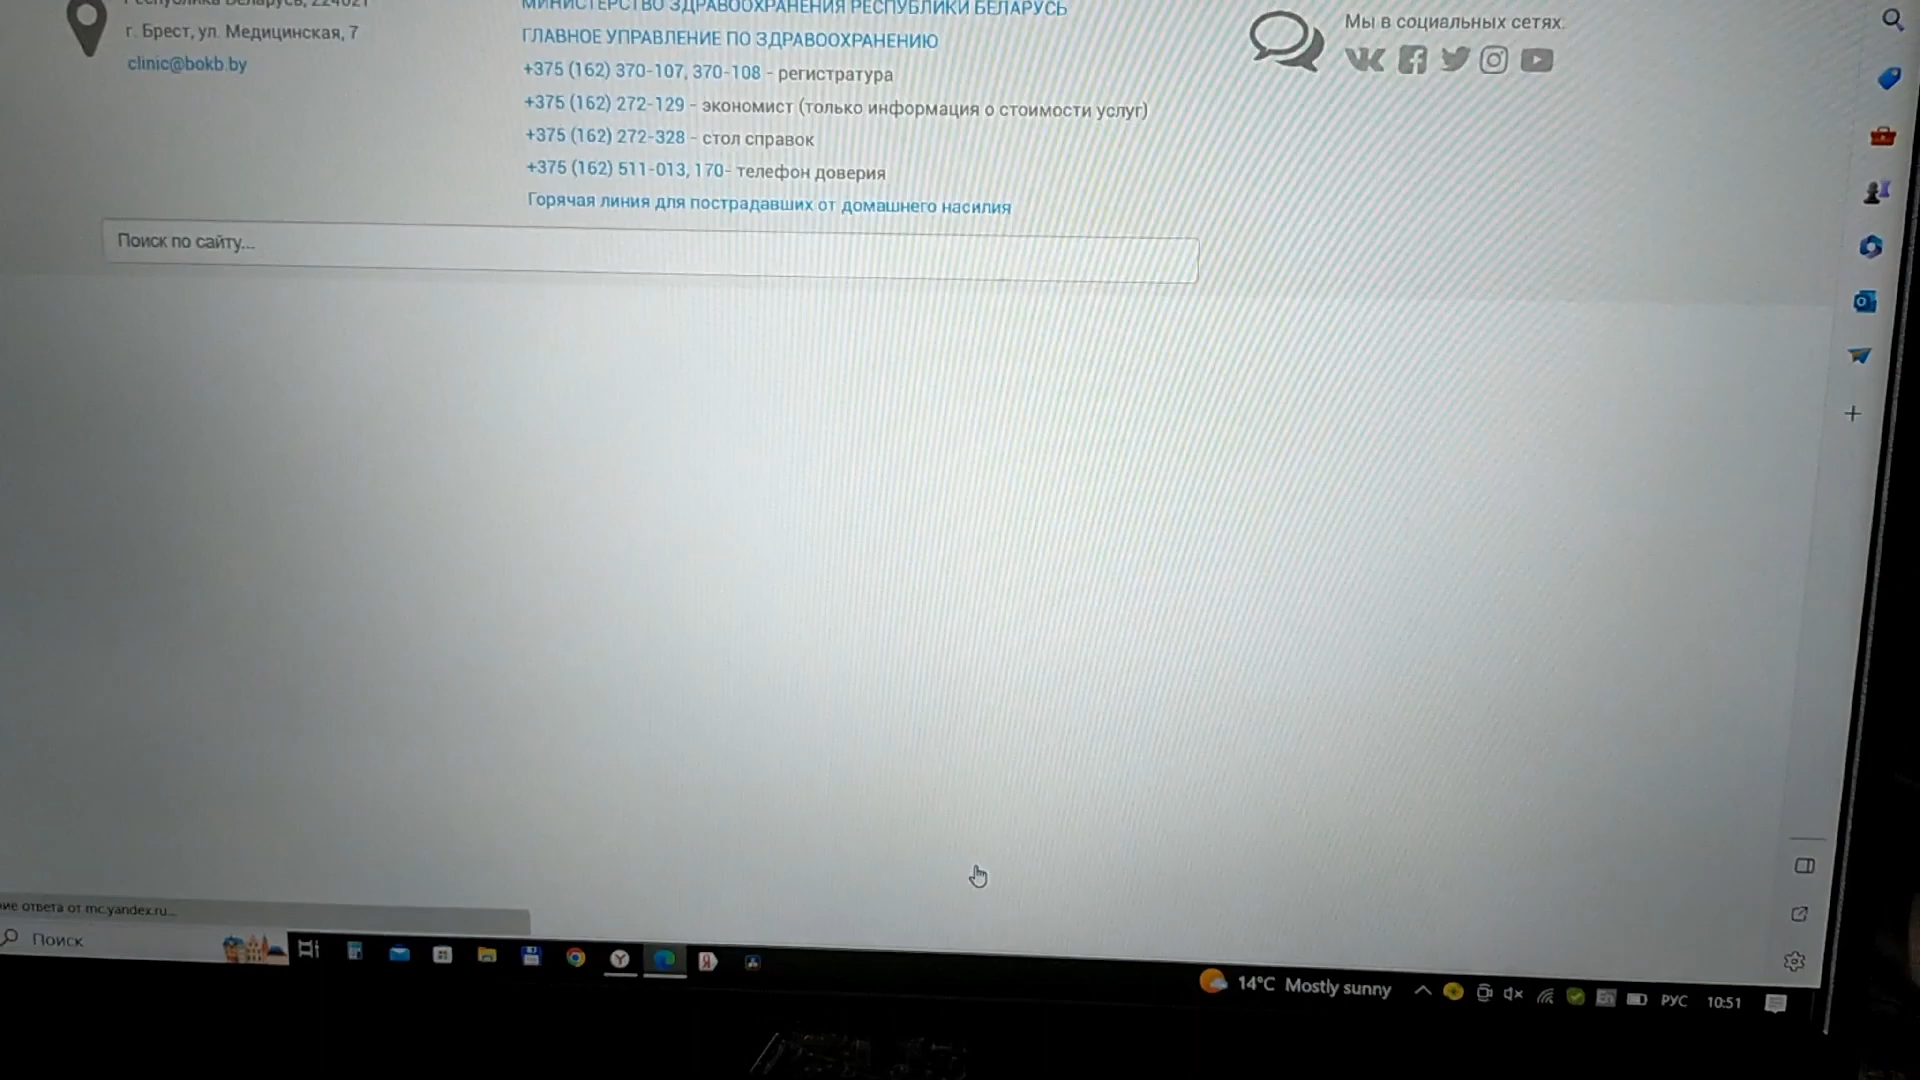 Республика Беларусь, 224027
г. Брест, ул. Медицинская, 7
clinic@bokb.by
МИНИСТЕРСТВО ЗДРАВООХРАНЕНИЯ РЕСПУБЛИКИ БЕЛАРУСЬ
ГЛАВНОЕ УПРАВЛЕНИЕ ПО ЗДРАВООХРАНЕНИЮ
+375 (162) 370-107, 370-108 - регистратура
+375 (162) 272-129 - экономист (только информация о стоимости услуг)
+375 (162) 272-328 - стол справок
+375 (162) 511-013, 170- телефон доверия
Горячая линия для пострадавших от домашнего насилия
Мы в социальных сетях:
Поиск по сайту...
ответа от mc.yandex.ru...
Поиск
14°C Mostly sunny
РУС
10:51